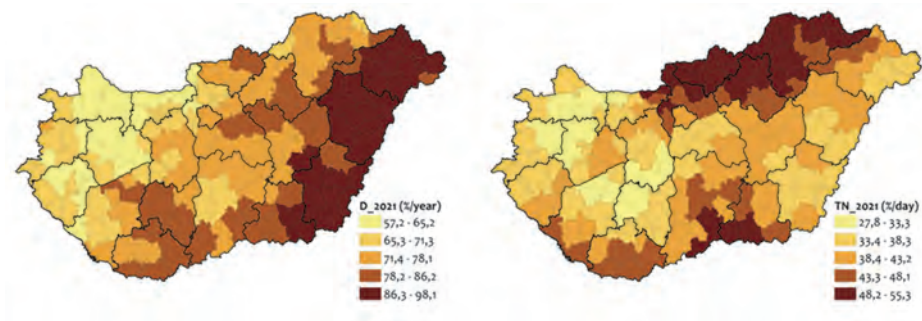 D_2021 (%/year)
57,2 - 65,2
65,3 - 71,3
71,4 - 78,1
78,2 - 86,2
86,3 - 98,1
TN_2021 (%/day)
27,8 - 33,3
33,4 - 38,3
38,4 - 43,2
43,3 - 48,1
48,2 - 55,3